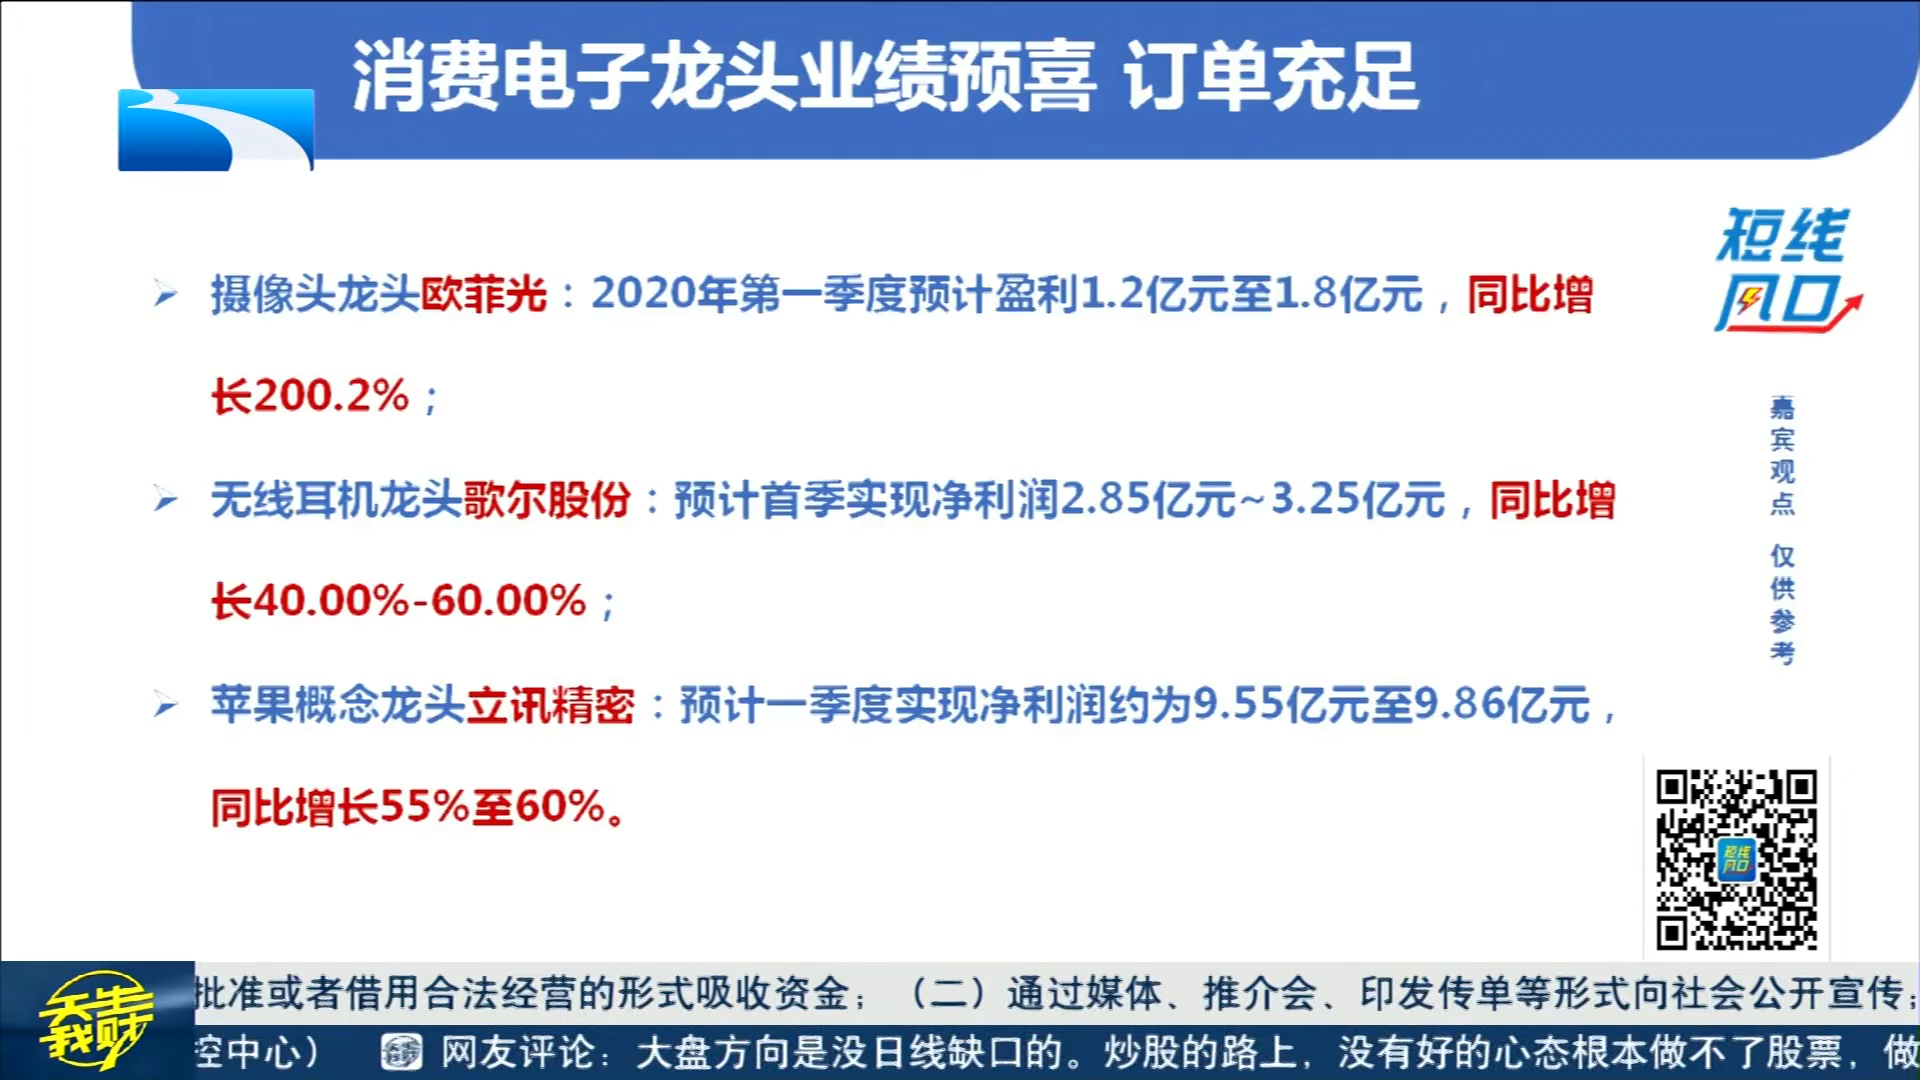 消费电子龙头业绩预喜 订单充足
短线
风口
摄像头龙头欧菲光：2020年第一季度预计盈利1.2亿元至1.8亿元，同比增
长200.2%；
无线耳机龙头歌尔股份：预计首季实现净利润2.85亿元~3.25亿元，同比增
长40.00%-60.00%；
苹果概念龙头立讯精密：预计一季度实现净利润约为9.55亿元至9.86亿元，
同比增长55%至60%。
嘉宾观点 仅供参考
短线
风口
天生
我财
批准或者借用合法经营的形式吸收资金；（二）通过媒体、推介会、印发传单等形式向社会公开宣传；
控中心） 网友评论：大盘方向是没日线缺口的。炒股的路上，没有好的心态根本做不了股票，做